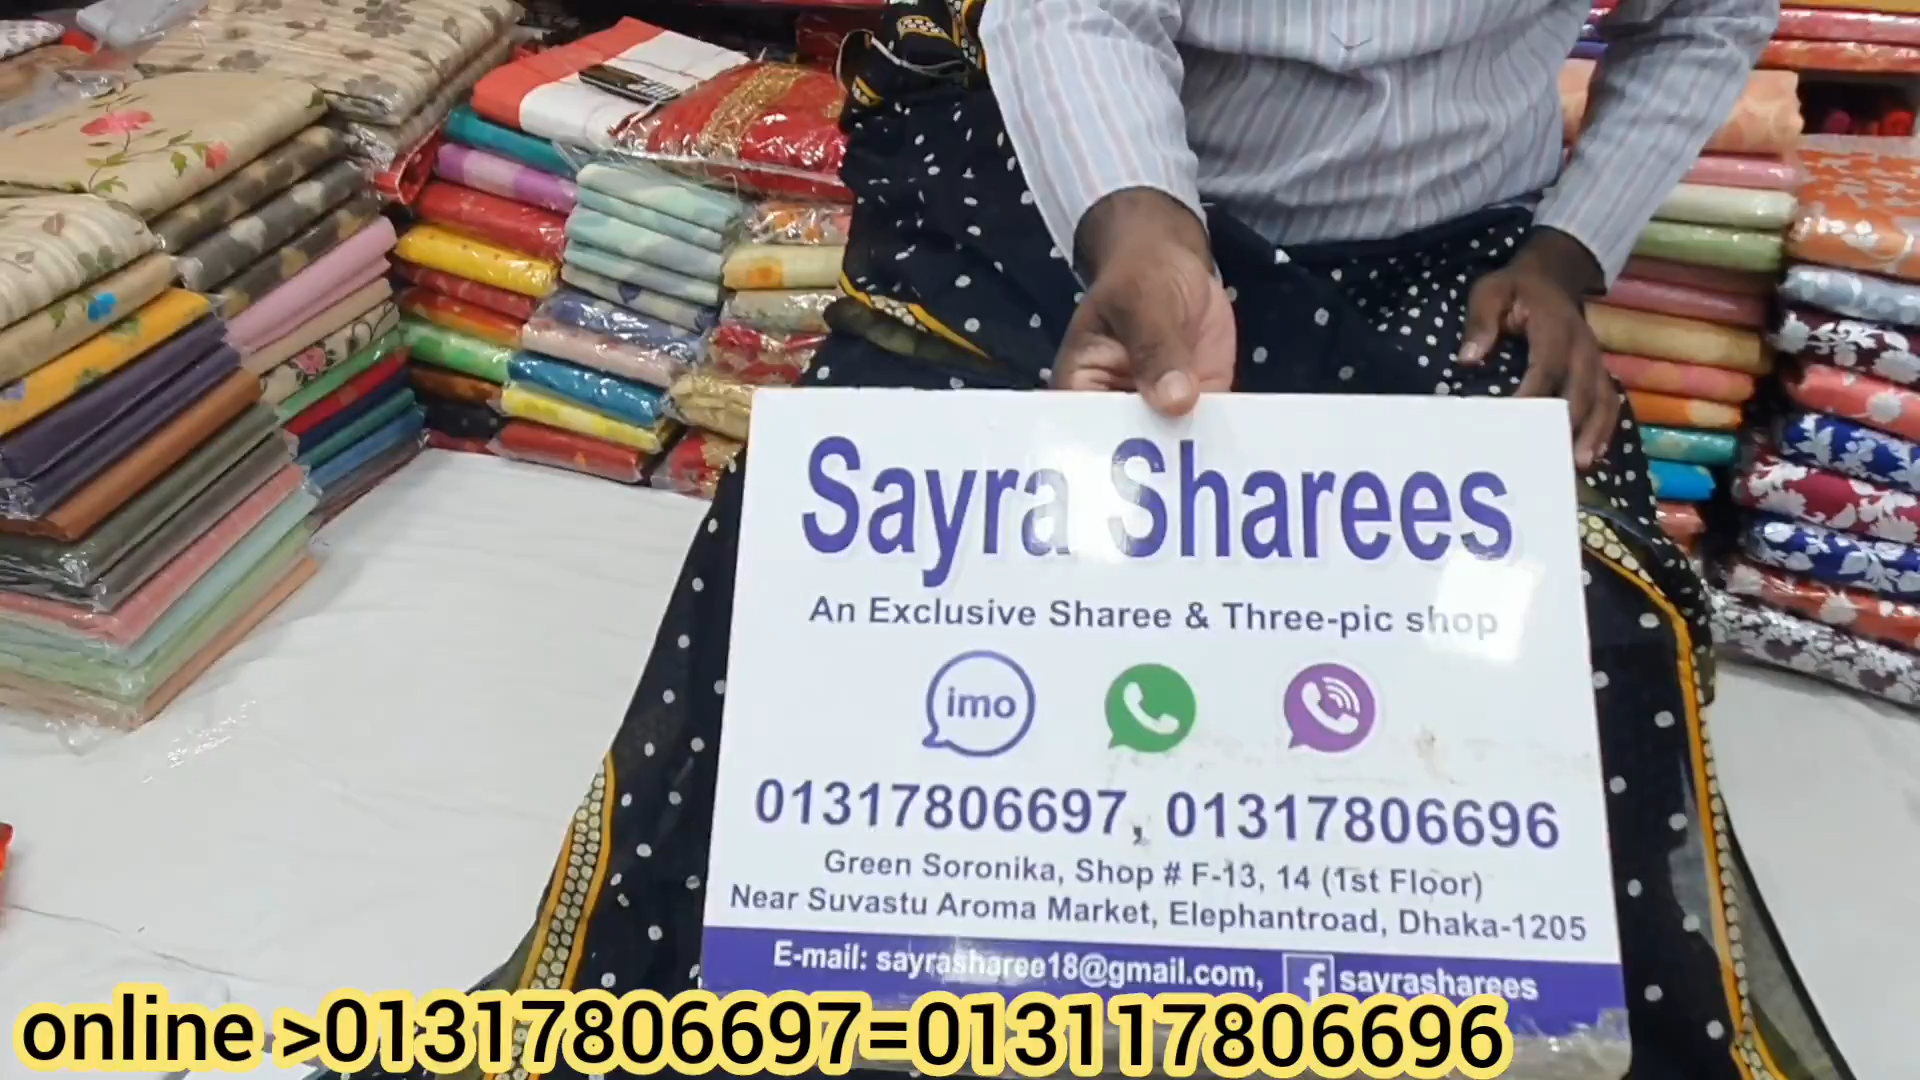 Sayra Sharees
An Exclusive Sharee & Three-pic shop
imo
01317806697, 01317806696
Green Soronika, Shop # F-13, 14 (1st Floor)
Near Suvastu Aroma Market, Elephantroad, Dhaka-1205
E-mail: sayrasharee18@gmail.com, f sayrasharees
online >01317806697=013117806696